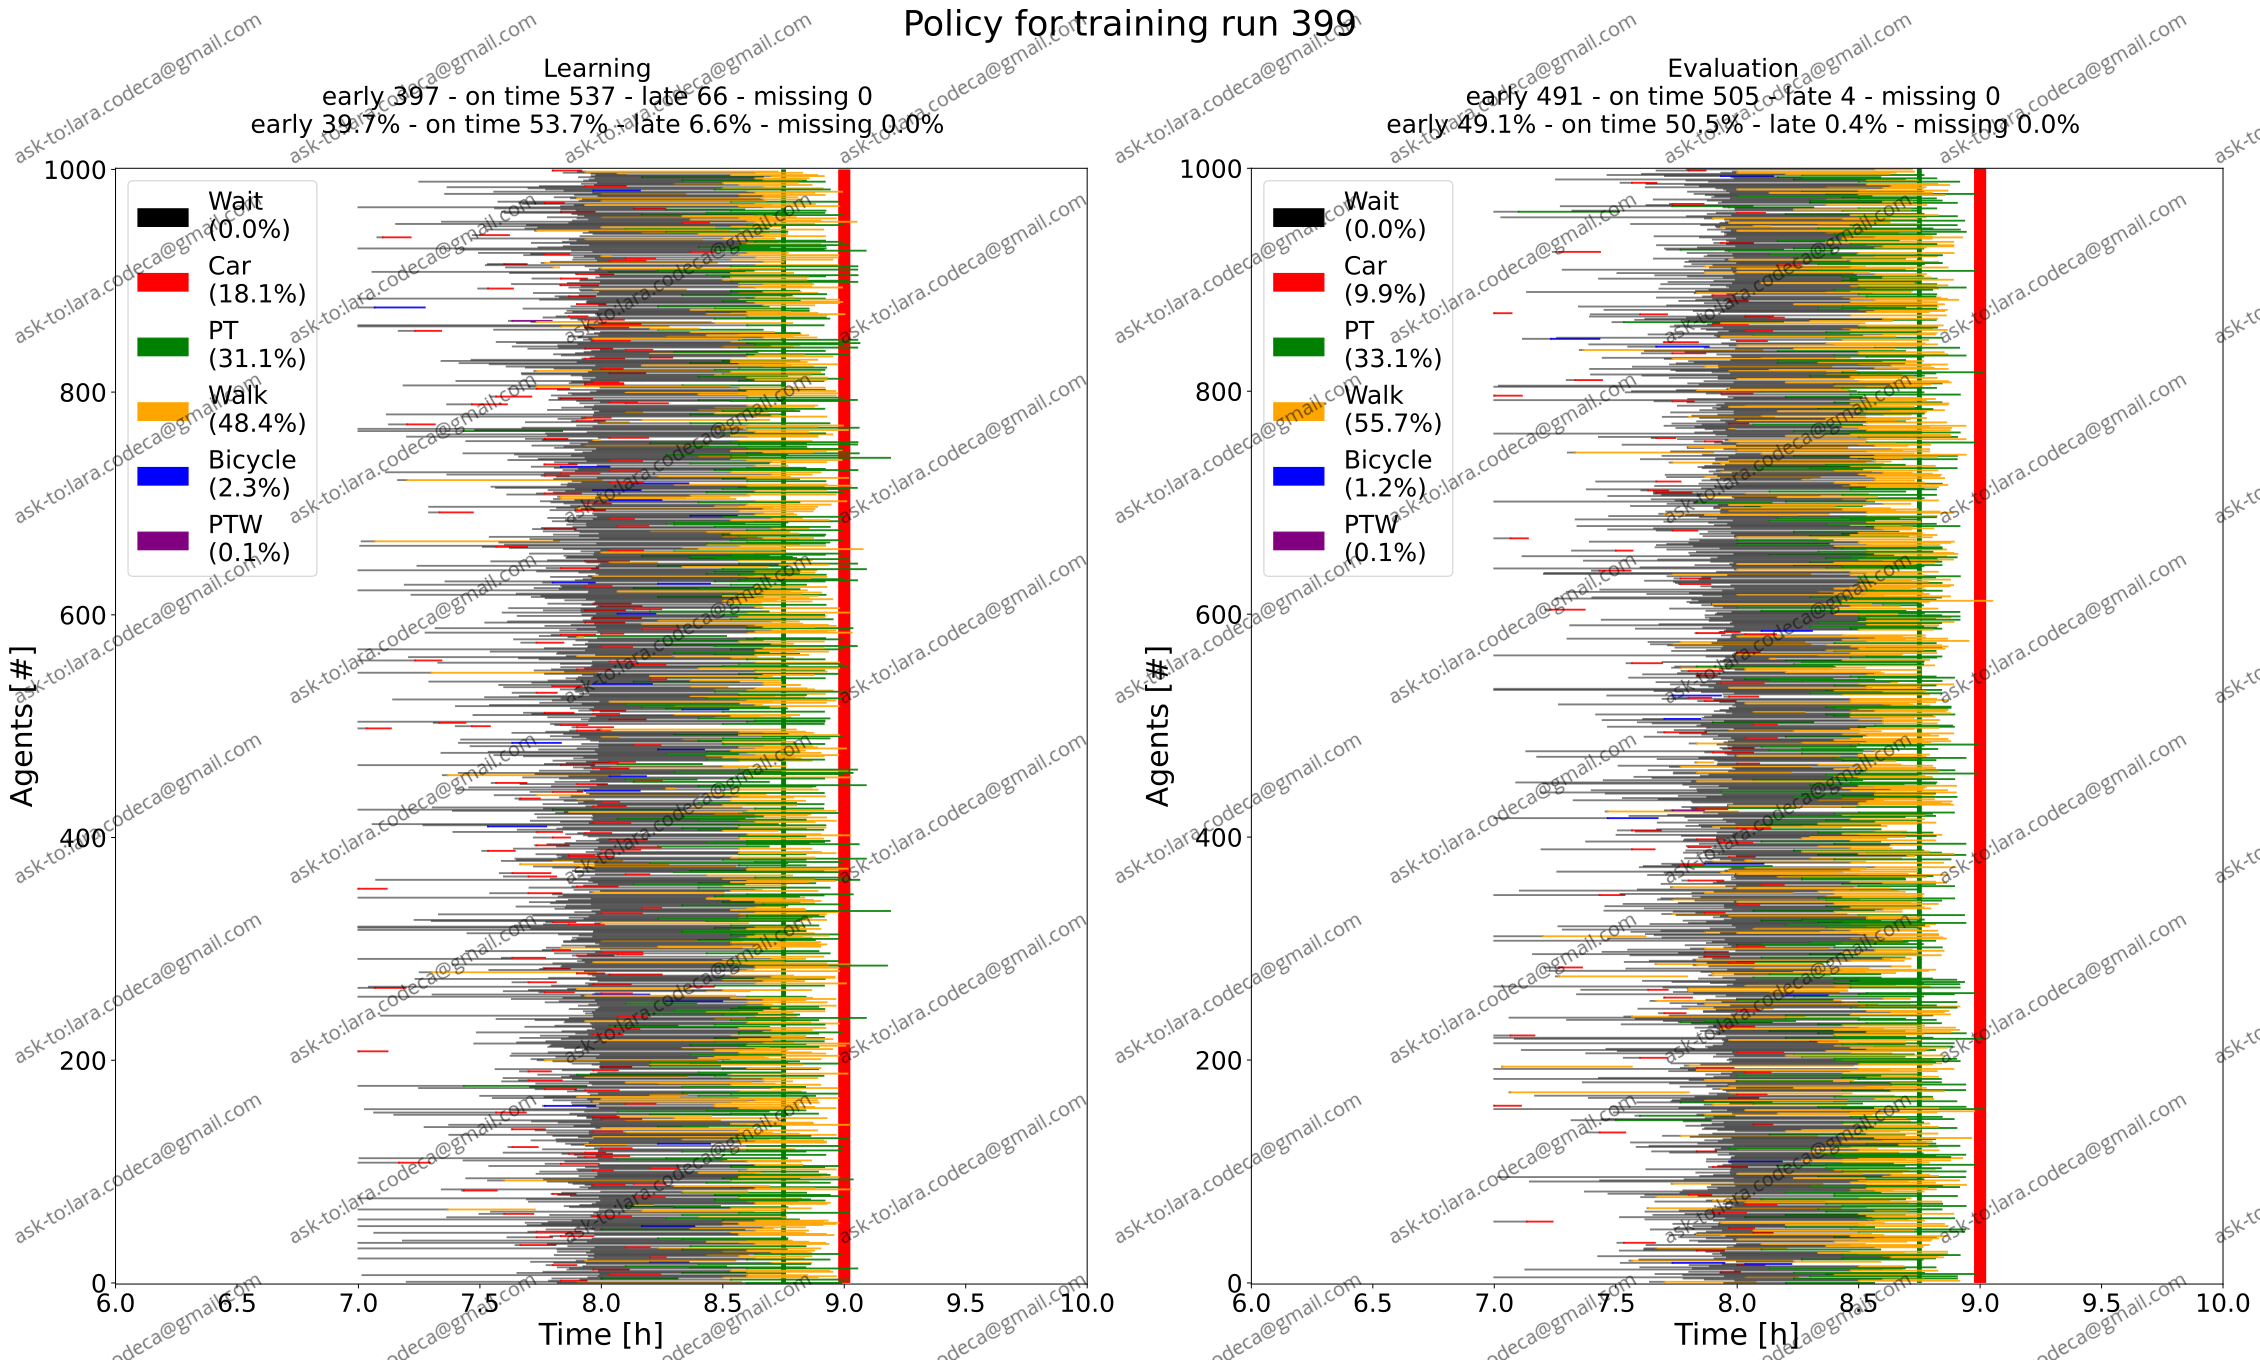 Policy for training run 399
Learning
early 397 - on time 537 - late 66 - missing 0
early 39.7% - on time 53.7% - late 6.6% - missing 0.0%
Wait
(0.0%)
Car
(18.1%)
PT
(31.1%)
Walk
(48.4%)
Bicycle
(2.3%)
PTW
(0.1%)
Agents [#]
1000
800
600
400
200
0
6.0 6.5 7.0 7.5 8.0 8.5 9.0 9.5 10.0
Time [h]
Evaluation
early 491 - on time 505 - late 4 - missing 0
early 49.1% - on time 50.5% - late 0.4% - missing 0.0%
Wait
(0.0%)
Car
(9.9%)
PT
(33.1%)
Walk
(55.7%)
Bicycle
(1.2%)
PTW
(0.1%)
Agents [#]
1000
800
600
400
200
0
6.0 6.5 7.0 7.5 8.0 8.5 9.0 9.5 10.0
Time [h]
ask-to:lara.codeca@gmail.com